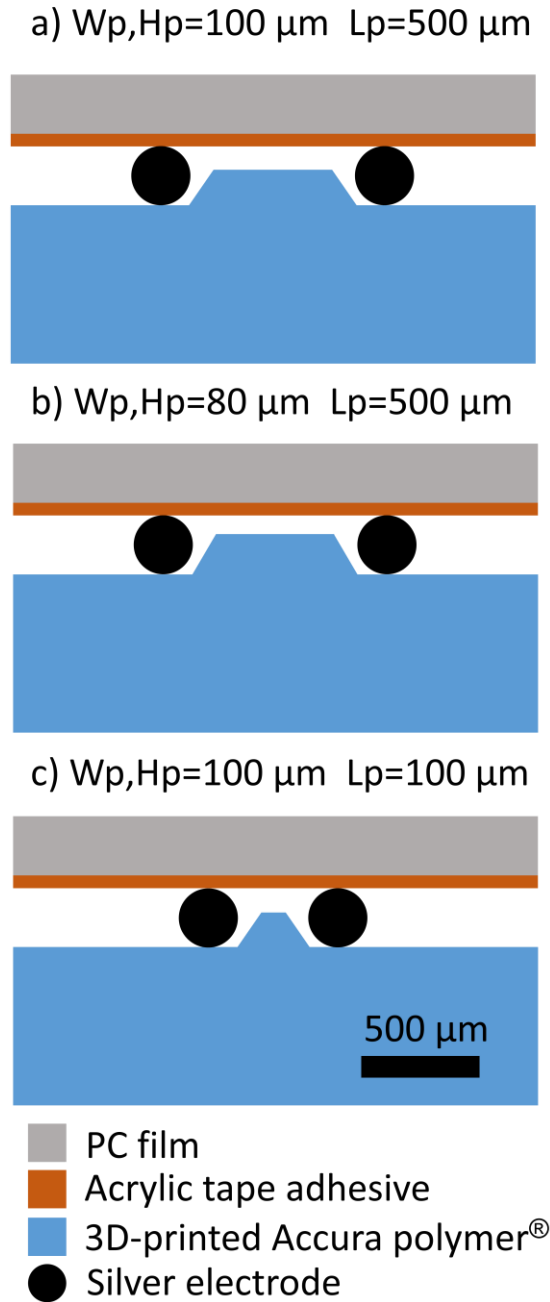 a) Wp,Hp=100 µm Lp=500 µm
b) Wp,Hp=80 µm Lp=500 µm
c) Wp,Hp=100 µm Lp=100 µm
500 µm
PC film
Acrylic tape adhesive
3D-printed Accura polymer®
Silver electrode